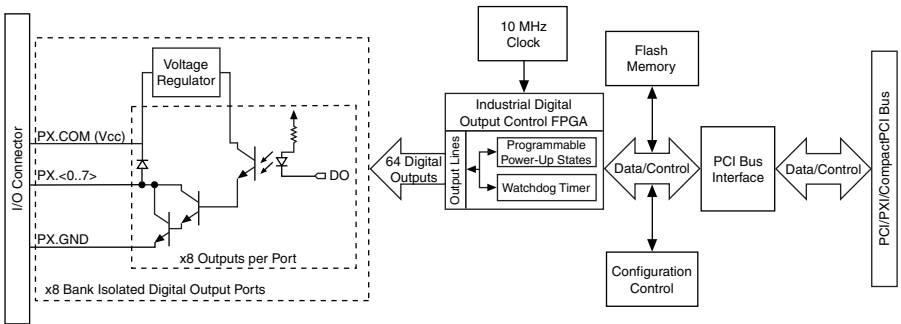 I/O Connector
PX.COM (Vcc)
PX.<0..7>
PX.GND
Voltage
Regulator
DO
x8 Outputs per Port
x8 Bank Isolated Digital Output Ports
64 Digital
Outputs
10 MHz
Clock
Industrial Digital
Output Control FPGA
Output Lines
Programmable
Power-Up States
Watchdog Timer
Flash
Memory
Data/Control
Configuration
Control
PCI Bus
Interface
Data/Control
PCI/PXI/CompactPCI Bus